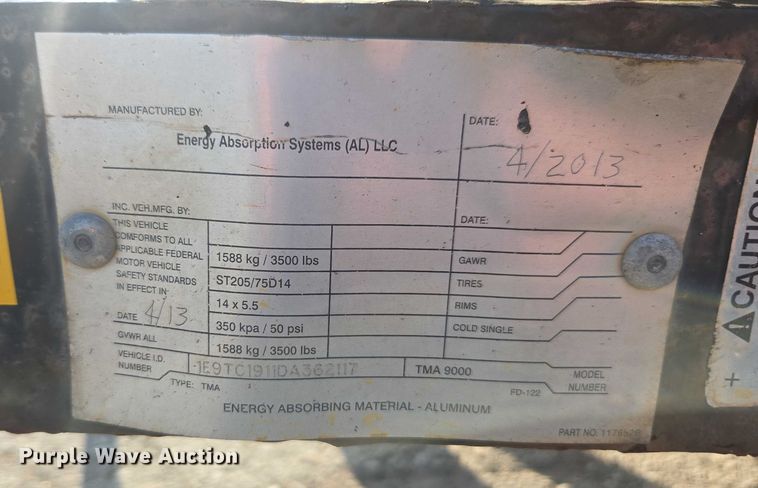 MANUFACTURED BY:
DATE:
Energy Absorption Systems (AL) LLC
4/2013
INC. VEH.MFG. BY:
DATE:
THIS VEHICLE
COMFORMS TO ALL
APPLICABLE FEDERAL
MOTOR VEHICLE
SAFETY STANDARDS
IN EFFECT IN
1588 kg / 3500 lbs
GAWR
ST205/75D14
TIRES
14 x 5.5
RIMS
DATE 4/13
350 kpa / 50 psi
COLD SINGLE
GVWR ALL
1588 kg / 3500 lbs
VEHICLE I.D.
NUMBER
1E9TC1911DA362117
TMA 9000
MODEL
NUMBER
TYPE: TMA
FD-122
ENERGY ABSORBING MATERIAL - ALUMINUM
PART NO.
CAUTION
+
Purple Wave Auction